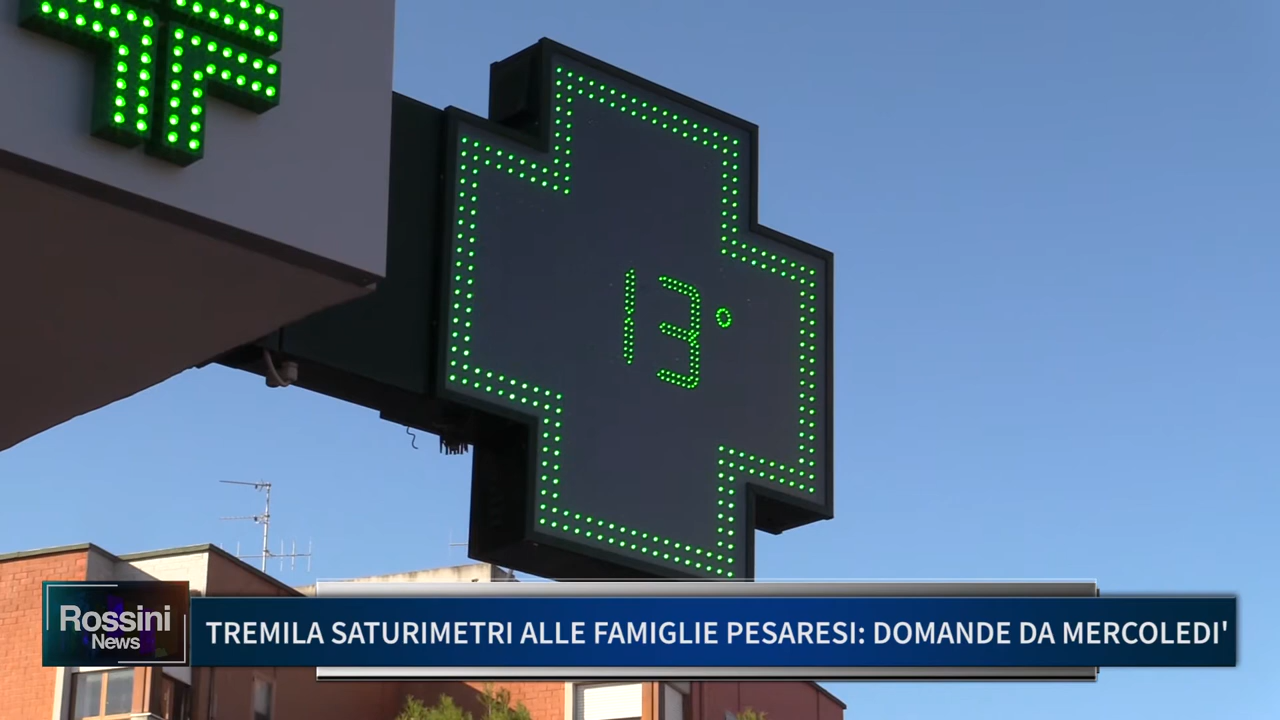 13°
Rossini
News
TREMILA SATURIMETRI ALLE FAMIGLIE PESARESI: DOMANDE DA MERCOLEDI'